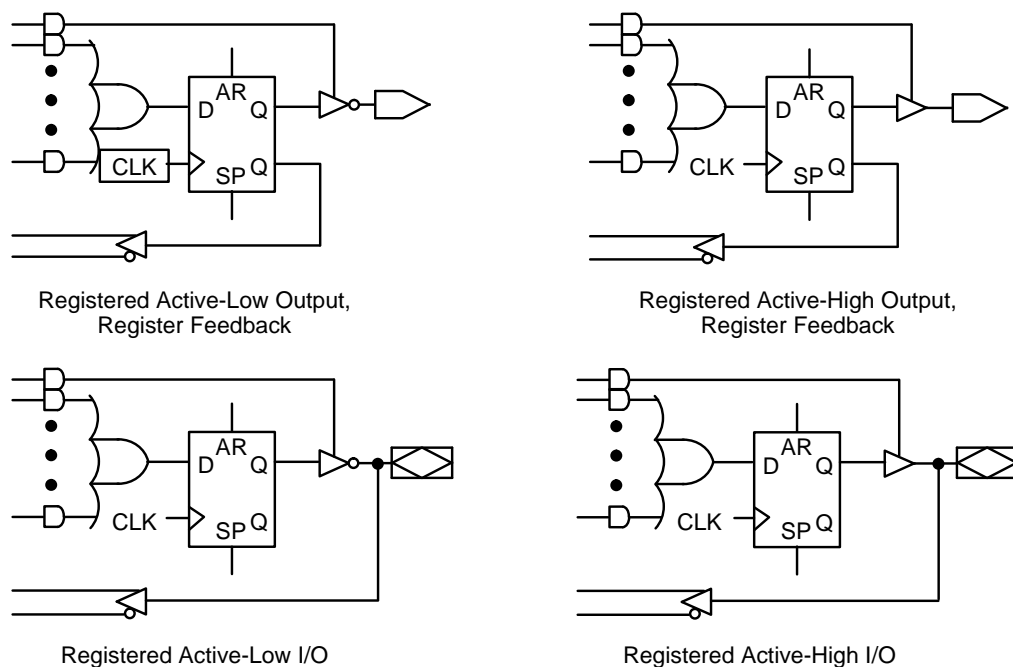 AR
D Q
CLK
SP Q
Registered Active-Low Output,
Register Feedback
AR
D Q
CLK
SP Q
Registered Active-High Output,
Register Feedback
AR
D Q
CLK
SP Q
Registered Active-Low I/O
AR
D Q
CLK
SP Q
Registered Active-High I/O